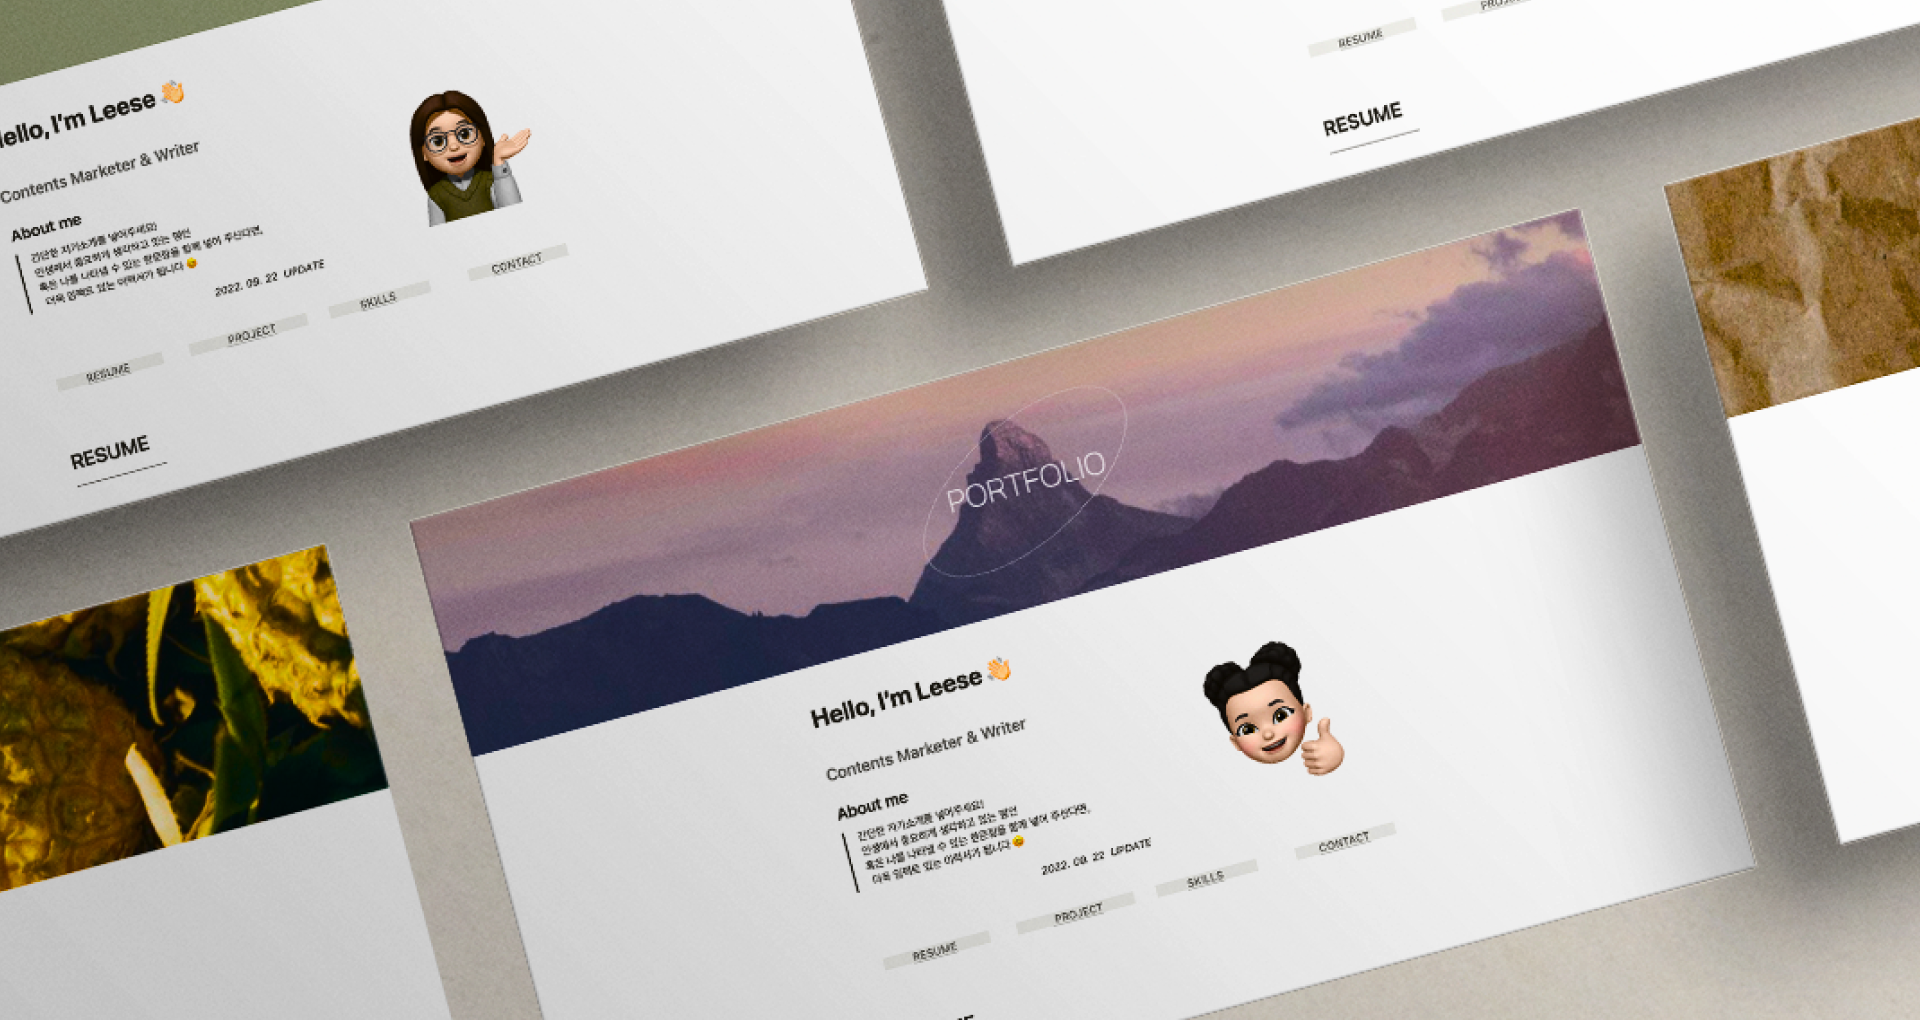 Hello, I'm Leese 👋
Contents Marketer & Writer
About me
간단한 자기소개를 넣어주세요!
인생에서 중요하게 생각하고 있는 명언
혹은 나를 나타낼 수 있는 한문장을 함께 넣어 주신다면,
더욱 임팩트 있는 이력서가 됩니다 😉
2022. 09. 22 UPDATE
RESUME
PROJECT
SKILLS
CONTACT
RESUME
RESUME
RESUME
PORTFOLIO
Hello, I'm Leese 👋
Contents Marketer & Writer
About me
간단한 자기소개를 넣어주세요!
인생에서 중요하게 생각하고 있는 명언
혹은 나를 나타낼 수 있는 한문장을 함께 넣어 주신다면,
더욱 임팩트 있는 이력서가 됩니다 😉
2022. 09. 22 UPDATE
RESUME
PROJECT
SKILLS
CONTACT